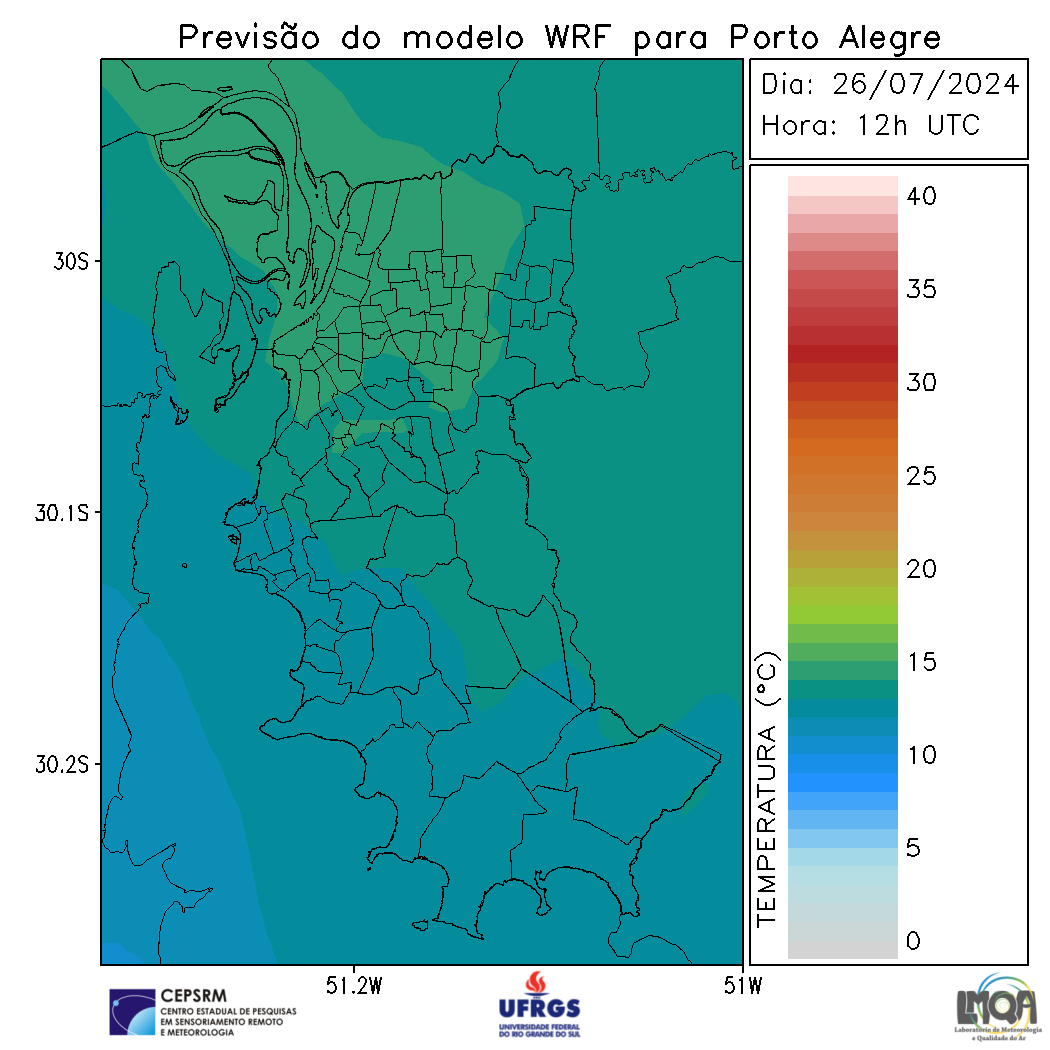 Previsão do modelo WRF para Porto Alegre
Dia: 26/07/2024
Hora: 12h UTC
30S
30.1S
30.2S
51.2W
51W
40
35
30
25
20
15
10
5
0
TEMPERATURA (°C)
CEPSRM
CENTRO ESTADUAL DE PESQUISAS
EM SENSORIAMENTO REMOTO
E METEOROLOGIA
UFRGS
UNIVERSIDADE FEDERAL
DO RIO GRANDE DO SUL
LMQA
Laboratório de Meteorologia
e Qualidade do Ar